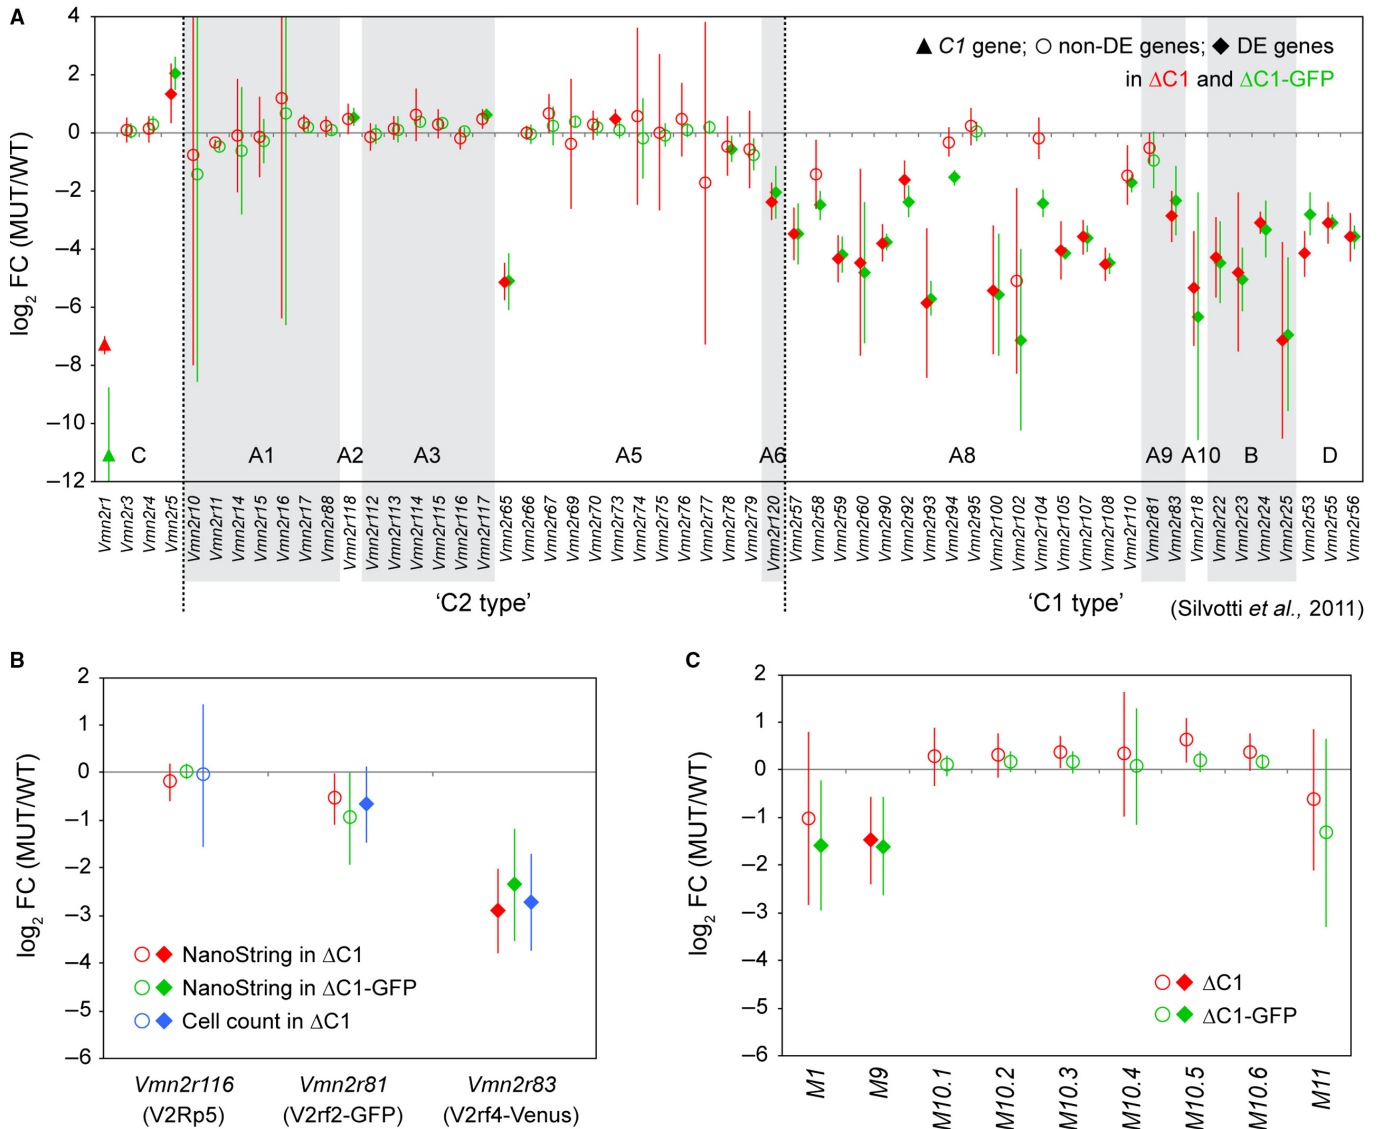 A
▲ C1 gene; ○ non-DE genes; ◆ DE genes
in ΔC1 and ΔC1-GFP
log2 FC (MUT/WT)
4
2
0
–2
–4
–6
–8
–10
–12
C A1 A2 A3 A5 A6 A8 A9 A10 B D
Vmn2r1
Vmn2r3
Vmn2r4
Vmn2r5
Vmn2r10
Vmn2r11
Vmn2r14
Vmn2r15
Vmn2r16
Vmn2r17
Vmn2r88
Vmn2r118
Vmn2r112
Vmn2r113
Vmn2r114
Vmn2r115
Vmn2r116
Vmn2r117
Vmn2r65
Vmn2r66
Vmn2r67
Vmn2r69
Vmn2r70
Vmn2r73
Vmn2r74
Vmn2r75
Vmn2r76
Vmn2r77
Vmn2r78
Vmn2r79
Vmn2r120
Vmn2r57
Vmn2r58
Vmn2r59
Vmn2r60
Vmn2r90
Vmn2r92
Vmn2r93
Vmn2r94
Vmn2r95
Vmn2r100
Vmn2r102
Vmn2r104
Vmn2r105
Vmn2r107
Vmn2r108
Vmn2r110
Vmn2r81
Vmn2r83
Vmn2r18
Vmn2r22
Vmn2r23
Vmn2r24
Vmn2r25
Vmn2r53
Vmn2r55
Vmn2r56
‘C2 type’ ‘C1 type’ (Silvotti et al., 2011)
B
log2 FC (MUT/WT)
2
1
0
–1
–2
–3
–4
–5
–6
NanoString in ΔC1
NanoString in ΔC1-GFP
Cell count in ΔC1
Vmn2r116 Vmn2r81 Vmn2r83
(V2Rp5) (V2rf2-GFP) (V2rf4-Venus)
C
log2 FC (MUT/WT)
2
1
0
–1
–2
–3
–4
–5
–6
ΔC1
ΔC1-GFP
M1
M9
M10.1
M10.2
M10.3
M10.4
M10.5
M10.6
M11